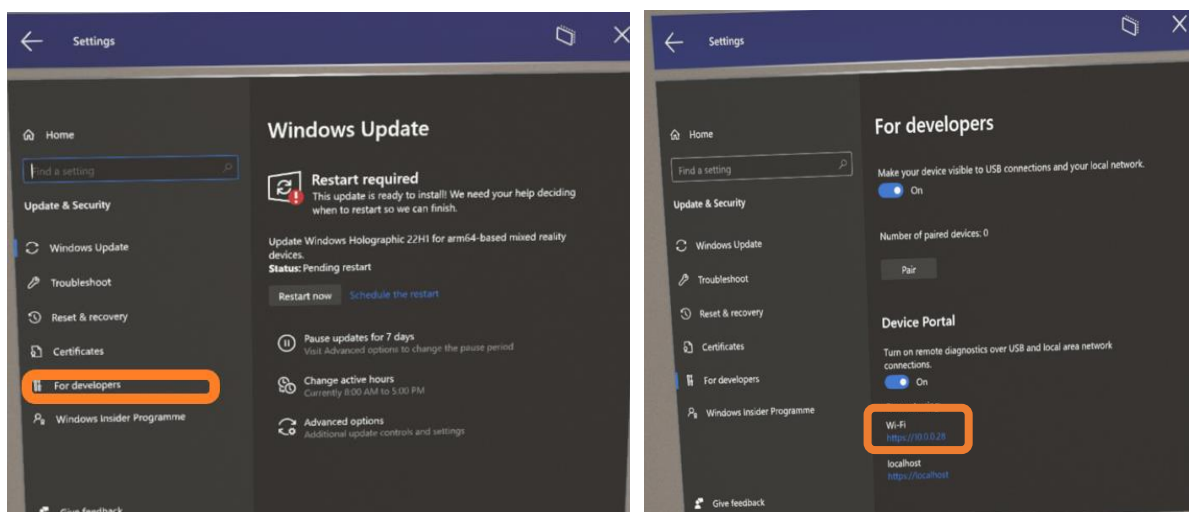 Settings
Home
Find a setting
Update & Security
Windows Update
Troubleshoot
Reset & recovery
Certificates
For developers
Windows Insider Programme
Give feedback
Windows Update
Restart required
This update is ready to install! We need your help deciding
when to restart so we can finish.
Update Windows Holographic 22H1 for arm64-based mixed reality
devices.
Status: Pending restart
Restart now Schedule the restart
Pause updates for 7 days
Visit Advanced options to change the pause period
Change active hours
Currently 8:00 AM to 5:00 PM
Advanced options
Additional update controls and settings
Settings
Home
Find a setting
Update & Security
Windows Update
Troubleshoot
Reset & recovery
Certificates
For developers
Windows Insider Programme
Give feedback
For developers
Make your device visible to USB connections and your local network.
On
Number of paired devices: 0
Pair
Device Portal
Turn on remote diagnostics over USB and local area network
connections.
On
Wi-Fi
https://10.0.0.28
localhost
https://localhost